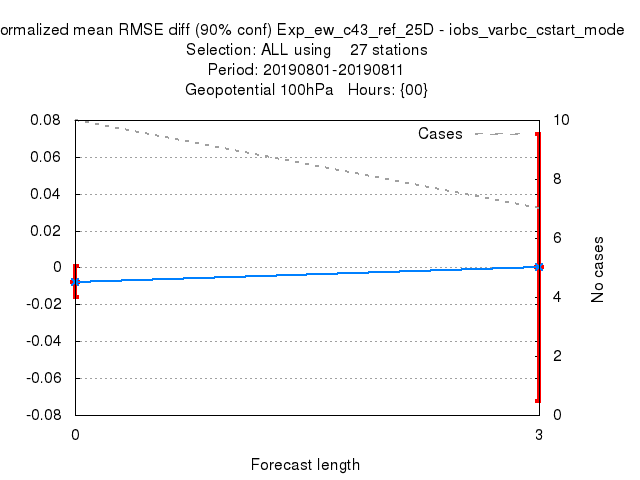 ormalized mean RMSE diff (90% conf) Exp_ew_c43_ref_25D - iobs_varbc_cstart_mode
Selection: ALL using 27 stations
Period: 20190801-20190811
Geopotential 100hPa Hours: {00}
Cases
0.08
0.06
0.04
0.02
0
-0.02
-0.04
-0.06
-0.08
10
8
6
4
2
0
No cases
0
3
Forecast length